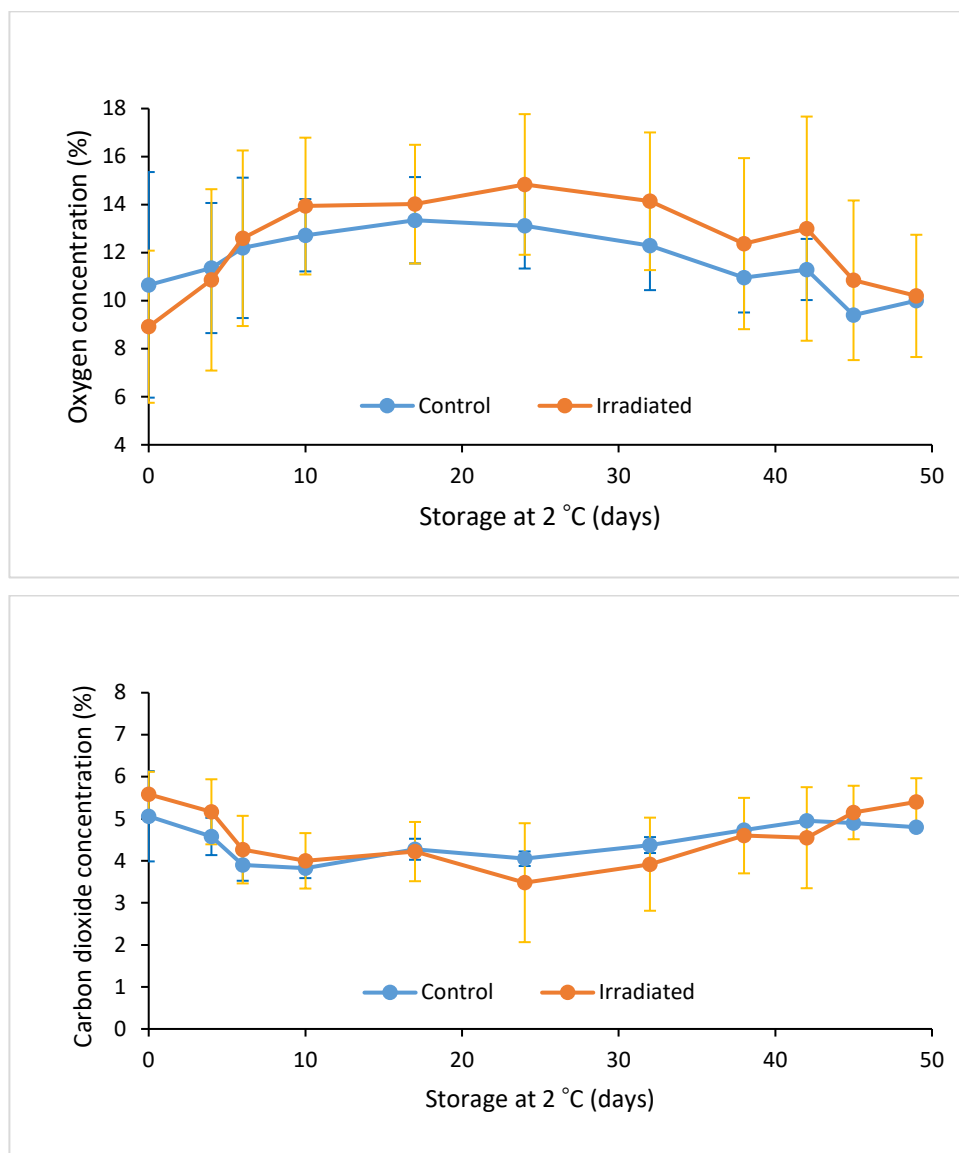 Oxygen concentration (%)
18
16
14
12
10
8
6
4
Control Irradiated
0 10 20 30 40 50
Storage at 2 °C (days)
Carbon dioxide concentration (%)
8
7
6
5
4
3
2
1
0
Control Irradiated
0 10 20 30 40 50
Storage at 2 °C (days)